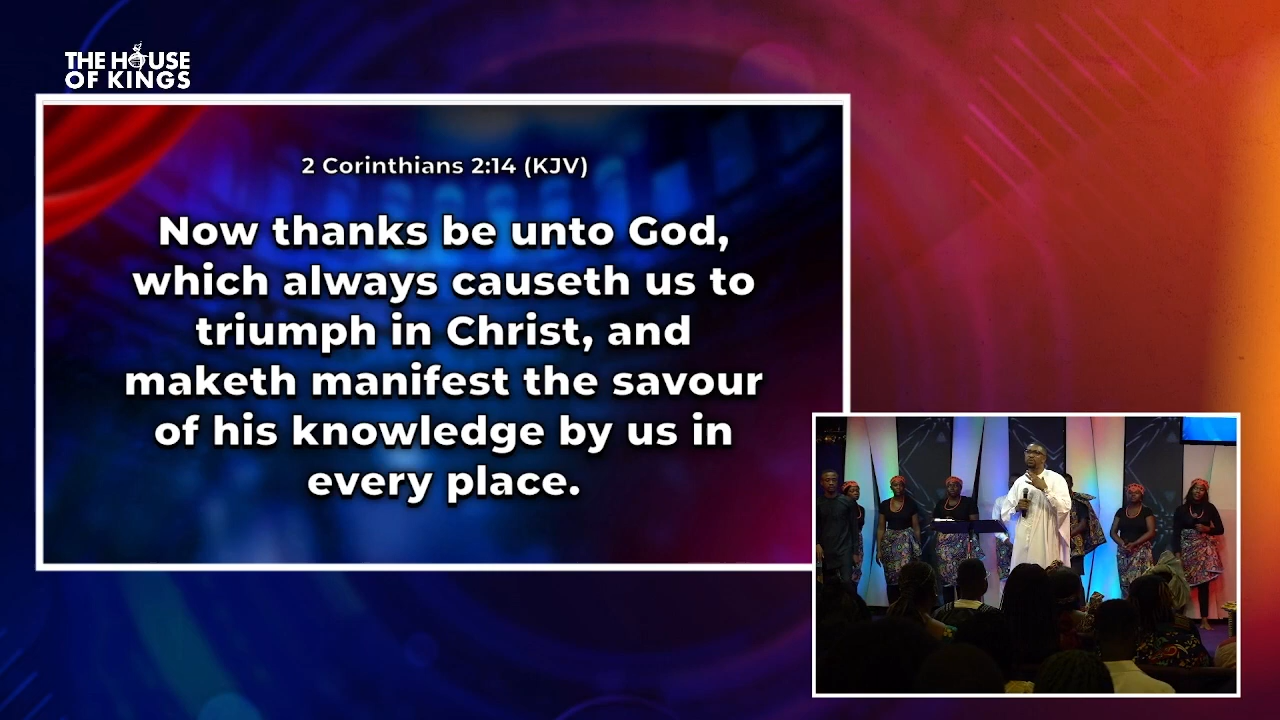 THE HOUSE
OF KINGS
2 Corinthians 2:14 (KJV)
Now thanks be unto God,
which always causeth us to
triumph in Christ, and
maketh manifest the savour
of his knowledge by us in
every place.